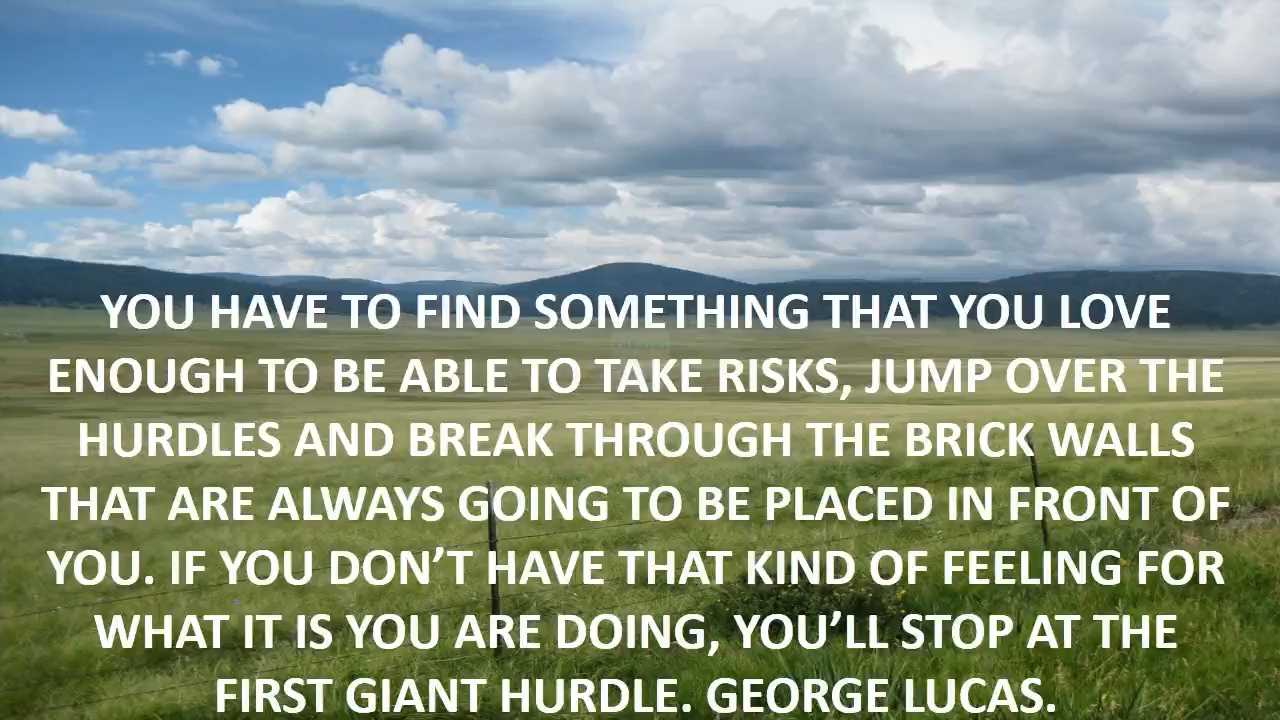 YOU HAVE TO FIND SOMETHING THAT YOU LOVE
ENOUGH TO BE ABLE TO TAKE RISKS, JUMP OVER THE
HURDLES AND BREAK THROUGH THE BRICK WALLS
THAT ARE ALWAYS GOING TO BE PLACED IN FRONT OF
YOU. IF YOU DON’T HAVE THAT KIND OF FEELING FOR
WHAT IT IS YOU ARE DOING, YOU’LL STOP AT THE
FIRST GIANT HURDLE. GEORGE LUCAS.